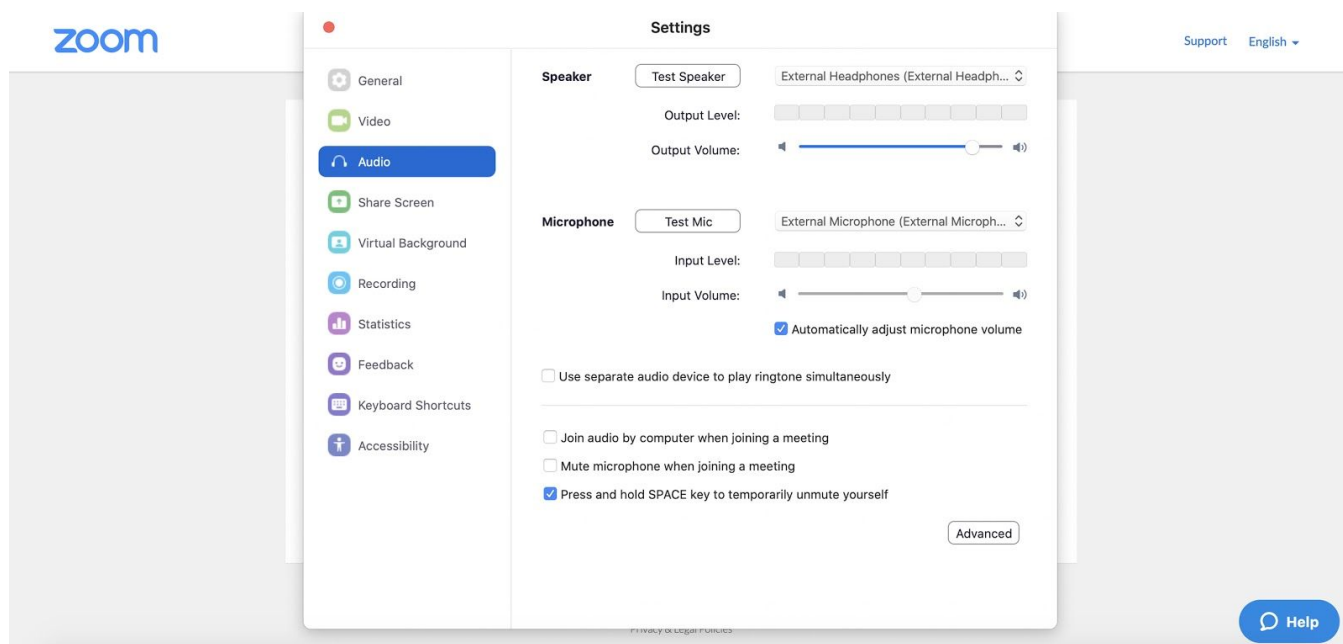 zoom
Support English
Settings
General
Video
Audio
Share Screen
Virtual Background
Recording
Statistics
Feedback
Keyboard Shortcuts
Accessibility
Speaker Test Speaker External Headphones (External Headph...
Output Level:
Output Volume:
Microphone Test Mic External Microphone (External Microph...
Input Level:
Input Volume:
Automatically adjust microphone volume
Use separate audio device to play ringtone simultaneously
Join audio by computer when joining a meeting
Mute microphone when joining a meeting
Press and hold SPACE key to temporarily unmute yourself
Advanced
Privacy & Legal Policies
Help